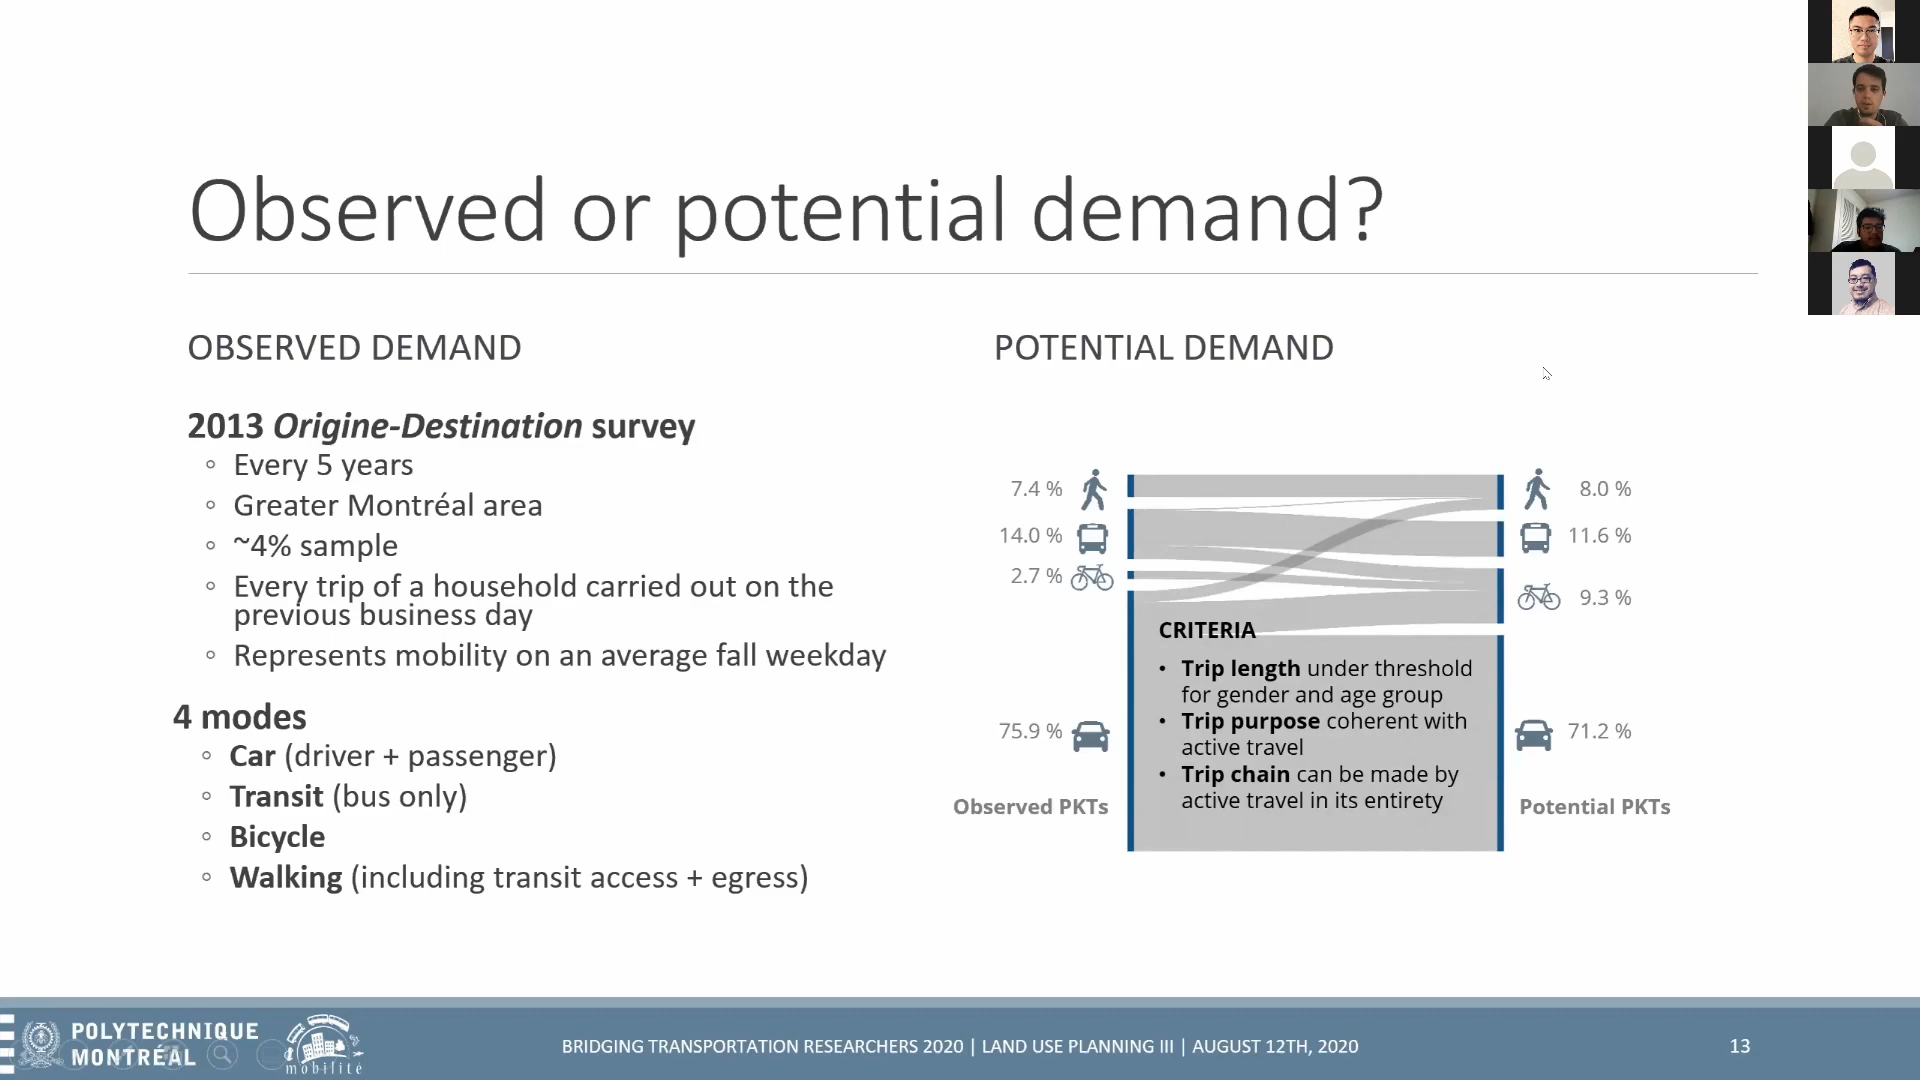 Observed or potential demand?
OBSERVED DEMAND
2013 Origine-Destination survey
◦ Every 5 years
◦ Greater Montréal area
◦ ~4% sample
◦ Every trip of a household carried out on the
previous business day
◦ Represents mobility on an average fall weekday
4 modes
◦ Car (driver + passenger)
◦ Transit (bus only)
◦ Bicycle
◦ Walking (including transit access + egress)
POTENTIAL DEMAND
7.4 %
14.0 %
2.7 %
75.9 %
Observed PKTs
CRITERIA
• Trip length under threshold
for gender and age group
• Trip purpose coherent with
active travel
• Trip chain can be made by
active travel in its entirety
8.0 %
11.6 %
9.3 %
71.2 %
Potential PKTs
POLYTECHNIQUE
MONTRÉAL
mobilité
BRIDGING TRANSPORTATION RESEARCHERS 2020 | LAND USE PLANNING III | AUGUST 12TH, 2020
13